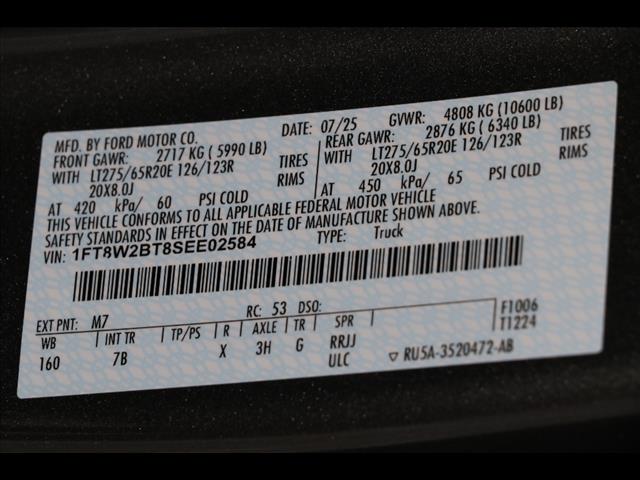 MFD. BY FORD MOTOR CO.
DATE: 07/25 GVWR: 4808 KG (10600 LB)
FRONT GAWR: 2717 KG ( 5990 LB) REAR GAWR: 2876 KG ( 6340 LB)
WITH LT275/65R20E 126/123R TIRES WITH LT275/65R20E 126/123R TIRES
20X8.0J RIMS 20X8.0J RIMS
AT 420 kPa/ 60 PSI COLD AT 450 kPa/ 65 PSI COLD
THIS VEHICLE CONFORMS TO ALL APPLICABLE FEDERAL MOTOR VEHICLE
SAFETY STANDARDS IN EFFECT ON THE DATE OF MANUFACTURE SHOWN ABOVE.
VIN: 1FT8W2BT8SEE02584 TYPE: Truck
EXT PNT: M7 RC: 53 DSO: F1006
WB INT TR TP/PS R AXLE TR SPR T1224
160 7B X 3H G RRJJ
ULC RU5A-3520472-AB